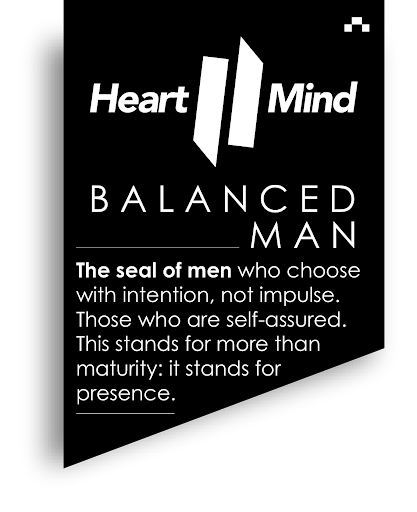 Heart Mind
BALANCED
MAN
The seal of men who choose
with intention, not impulse.
Those who are self-assured.
This stands for more than
maturity: it stands for
presence.